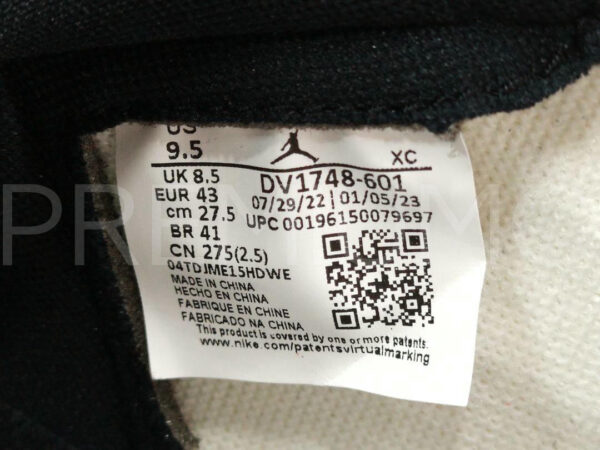 US
9.5
XC
UK 8.5
EUR 43
cm 27.5
BR 41
CN 275(2.5)
DV1748-601
07/29/22 | 01/05/23
UPC 00196150079697
04TDJME15HDWE
MADE IN CHINA
HECHO EN CHINA
FABRIQUE EN CHINE
FABRICADO NA CHINA
This product is covered by one or more patents.
www.nike.com/patentsvirtualmarking